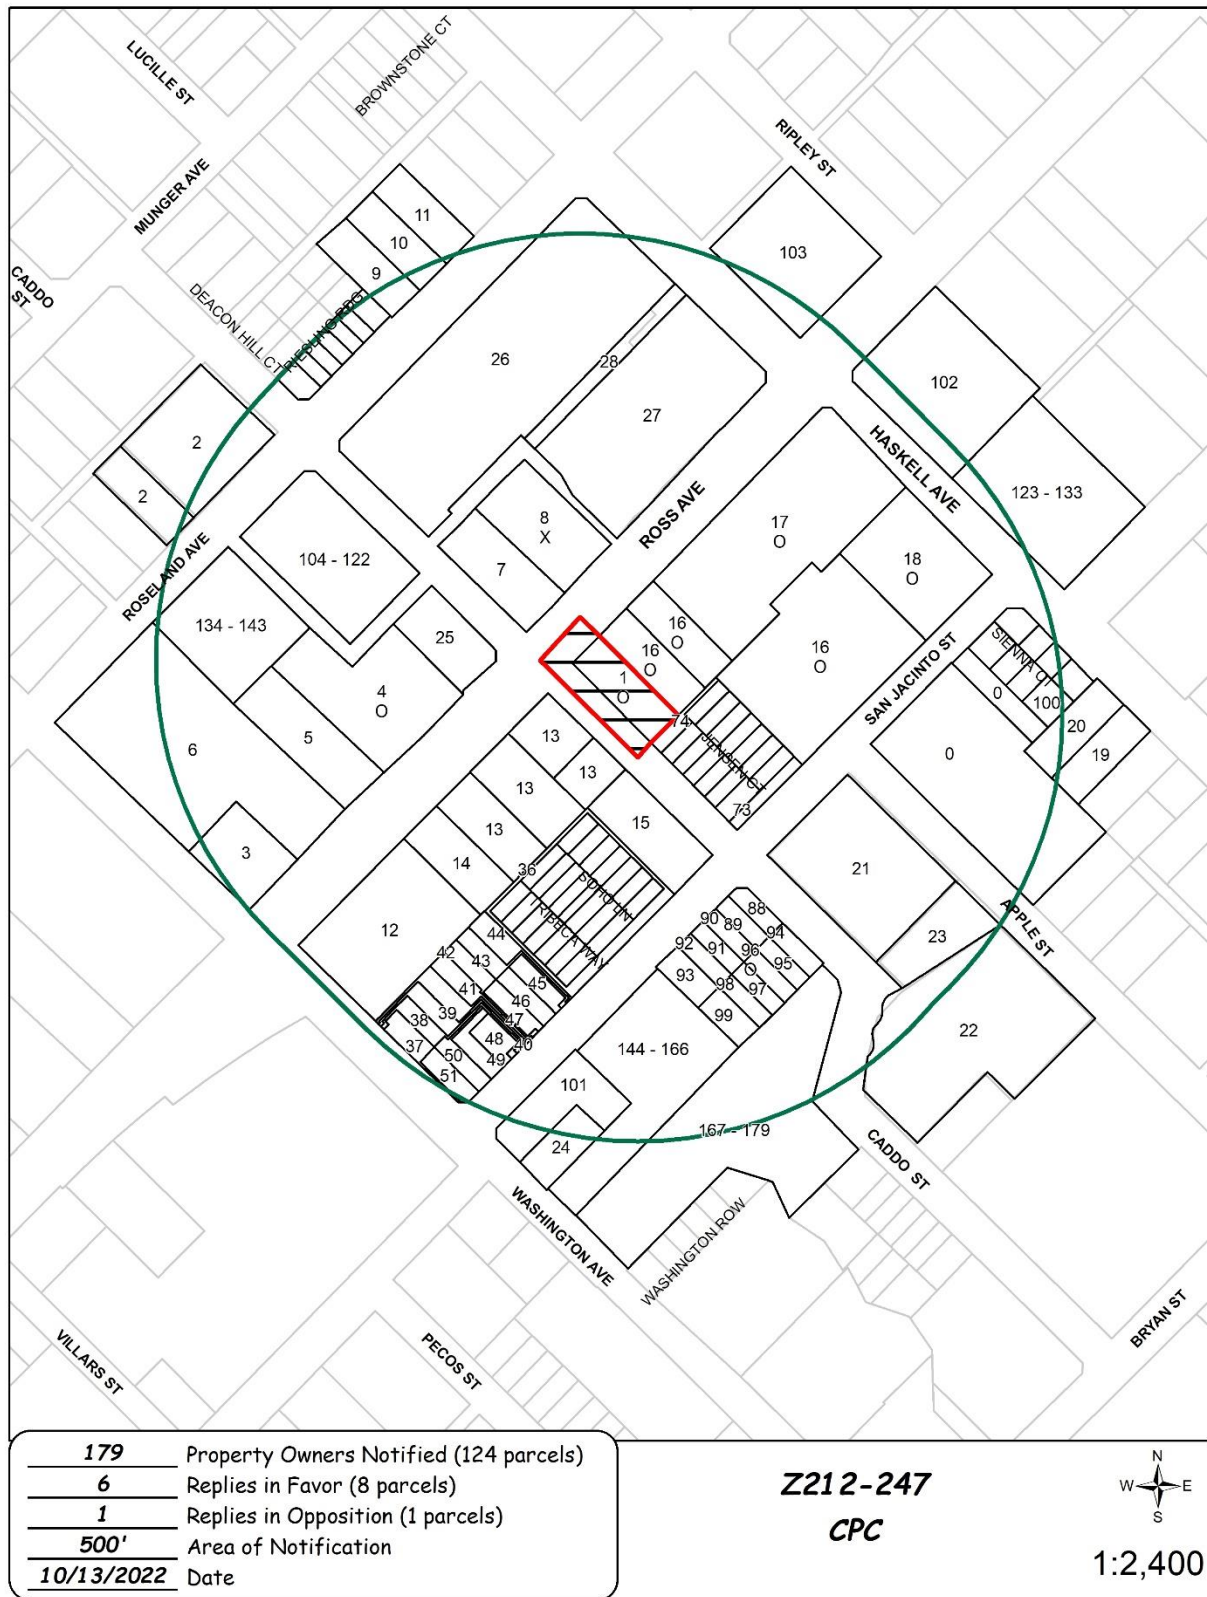 LUCILLE ST
BROWNSTONE CT
MUNGER AVE
RIPLEY ST
CADDO
ST
DEACON HILL CT
RIESLING RDG
11
10
9
103
26
28
102
27
2
2
HASKELL AVE
123 - 133
ROSS AVE
17
O
8
X
7
18
O
104 - 122
ROSELAND AVE
134 - 143
25
16
O
16
O
16
O
1
O
4
O
SAN JACINTO ST
SIENNA CT
0
100
20
19
0
74
JENSEN CT
73
6
5
13
13
13
13
15
3
14
36
SOHO LN
TRIBECA WAY
21
12
44
42
43
45
41
46
47
39
38
37
48
40
49
50
51
88
90
89
94
92
91
96
O
95
93
98
97
99
23
APPLE ST
22
144 - 166
101
24
167 - 179
CADDO ST
WASHINGTON AVE
WASHINGTON ROW
BRYAN ST
VILLARS ST
PECOS ST
179 Property Owners Notified (124 parcels)
6 Replies in Favor (8 parcels)
1 Replies in Opposition (1 parcels)
500' Area of Notification
10/13/2022 Date
Z212-247
CPC
N
W E
S
1:2,400